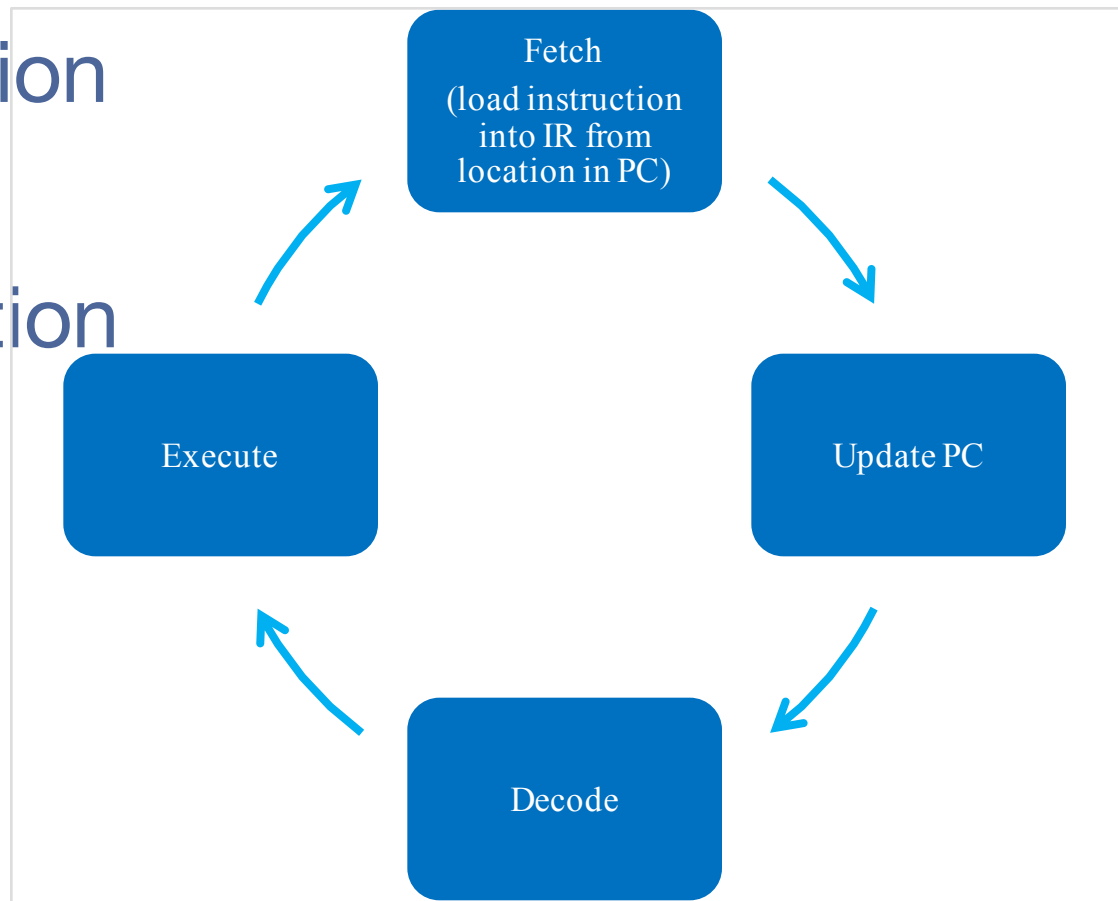 ion
tion
Fetch
(load instruction
into IR from
location in PC)
Update PC
Decode
Execute